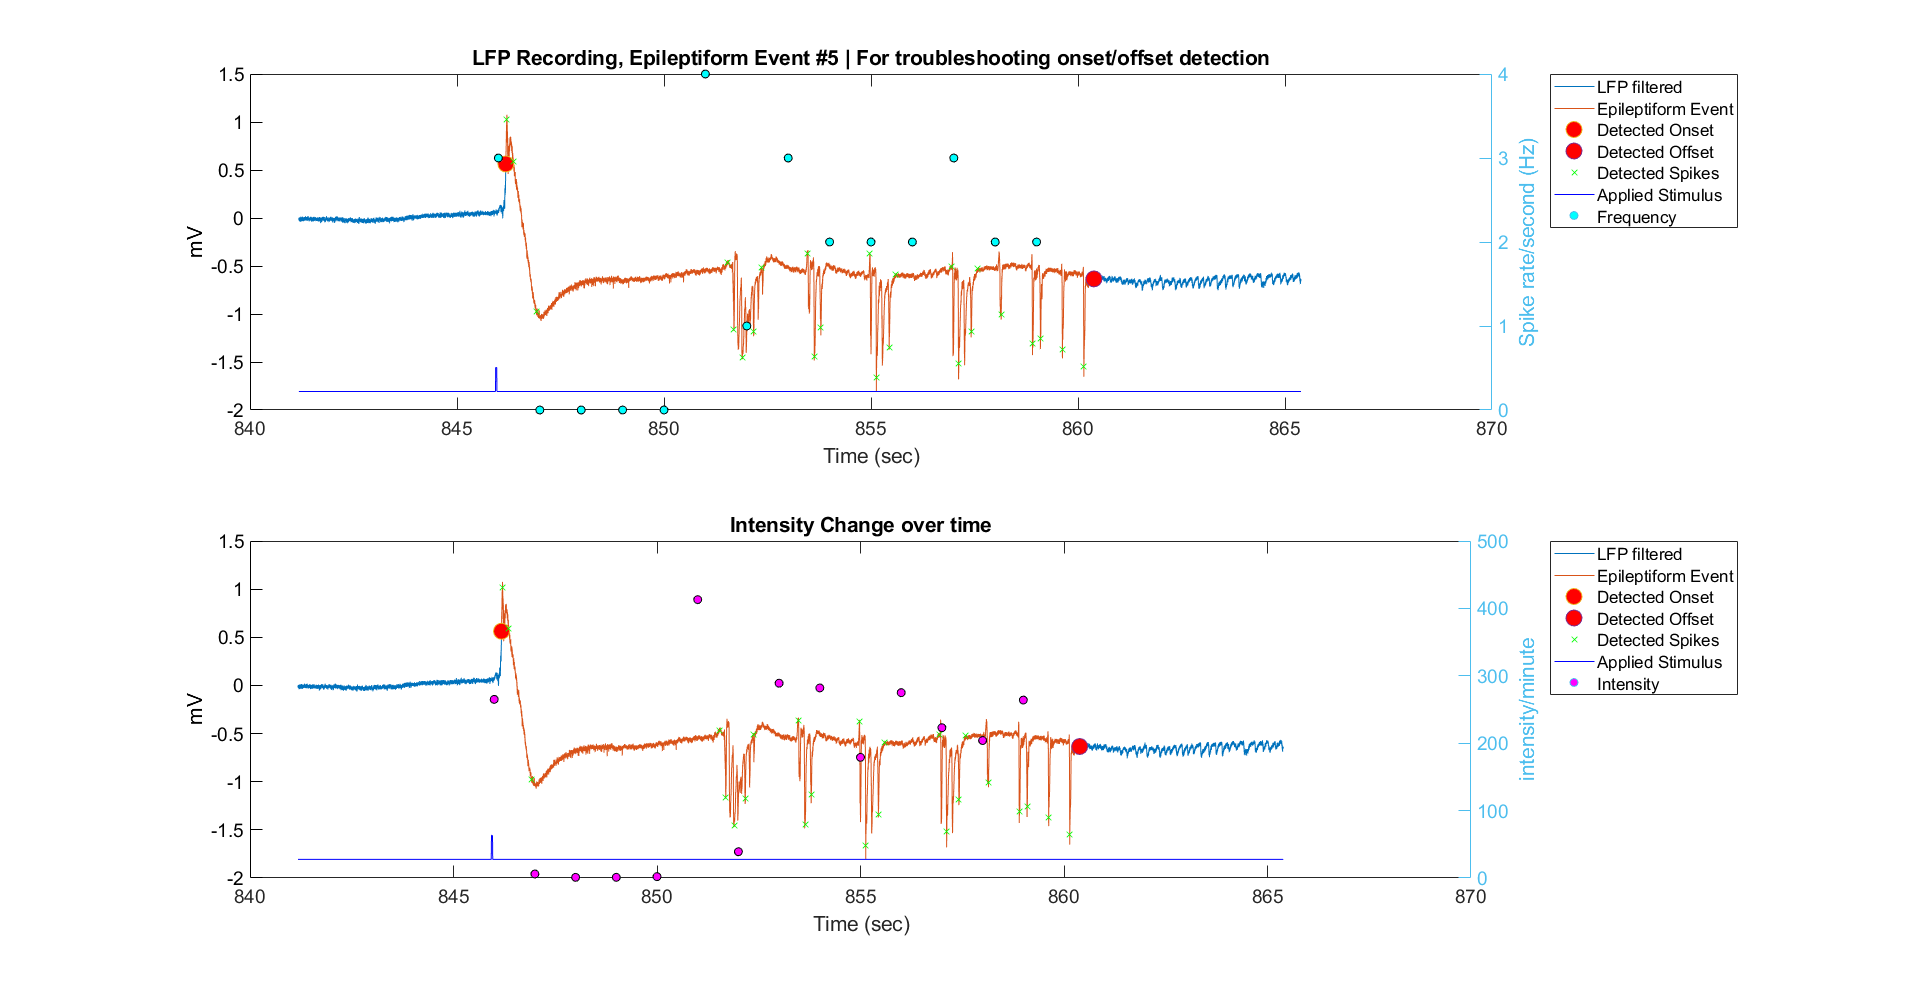 LFP Recording, Epileptiform Event #5 | For troubleshooting onset/offset detection
1.5
1
0.5
0
-0.5
-1
-1.5
-2
mV
840
845
850
855
860
865
870
Time (sec)
4
3
2
1
0
Spike rate/second (Hz)
LFP filtered
Epileptiform Event
Detected Onset
Detected Offset
Detected Spikes
Applied Stimulus
Frequency
Intensity Change over time
1.5
1
0.5
0
-0.5
-1
-1.5
-2
mV
840
845
850
855
860
865
870
Time (sec)
500
400
300
200
100
0
intensity/minute
LFP filtered
Epileptiform Event
Detected Onset
Detected Offset
Detected Spikes
Applied Stimulus
Intensity